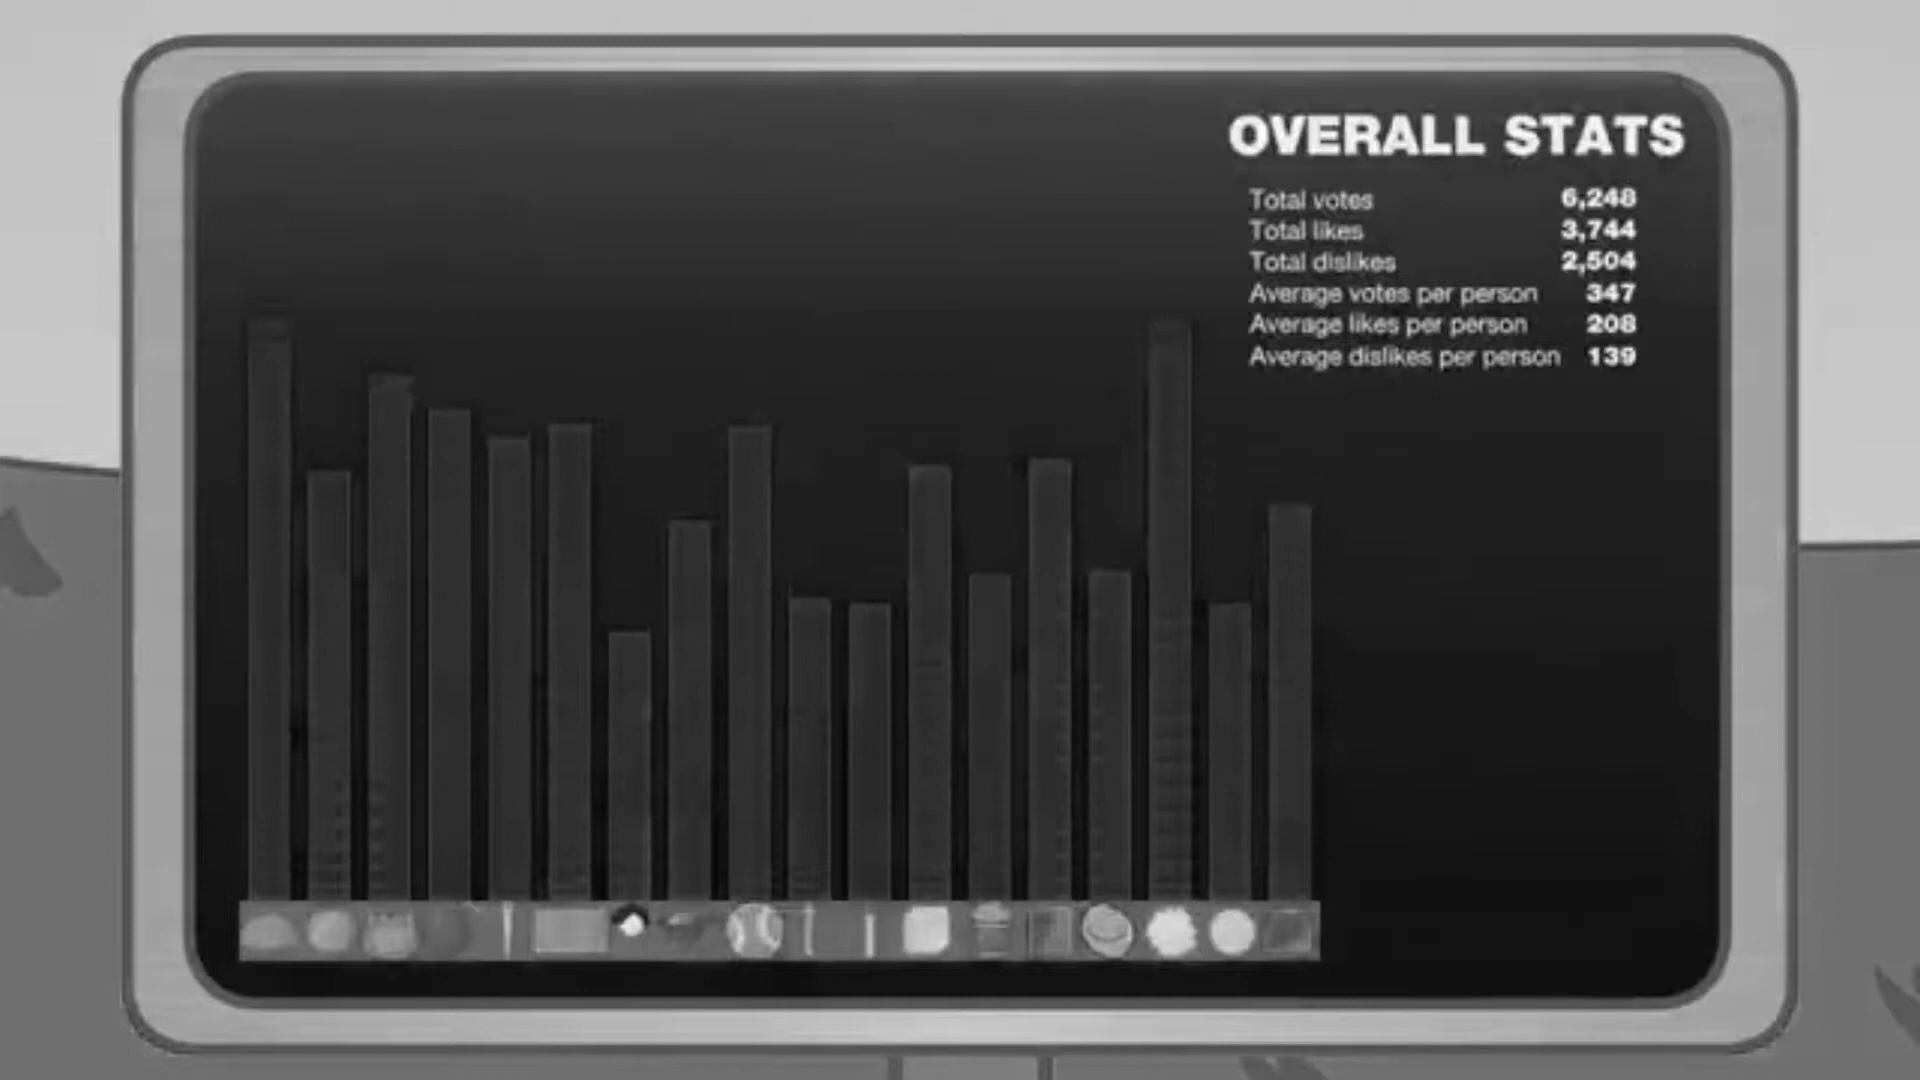 OVERALL STATS
Total votes 6,248
Total likes 3,744
Total dislikes 2,504
Average votes per person 347
Average likes per person 208
Average dislikes per person 139